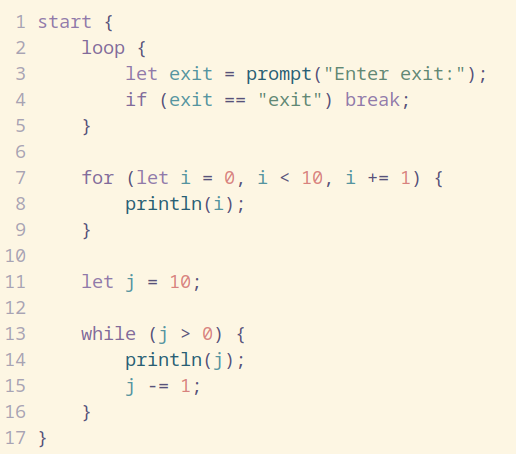 1 start {
2     loop {
3         let exit = prompt("Enter exit:");
4         if (exit == "exit") break;
5     }
6
7     for (let i = 0, i < 10, i += 1) {
8         println(i);
9     }
10
11     let j = 10;
12
13     while (j > 0) {
14         println(j);
15         j -= 1;
16     }
17 }